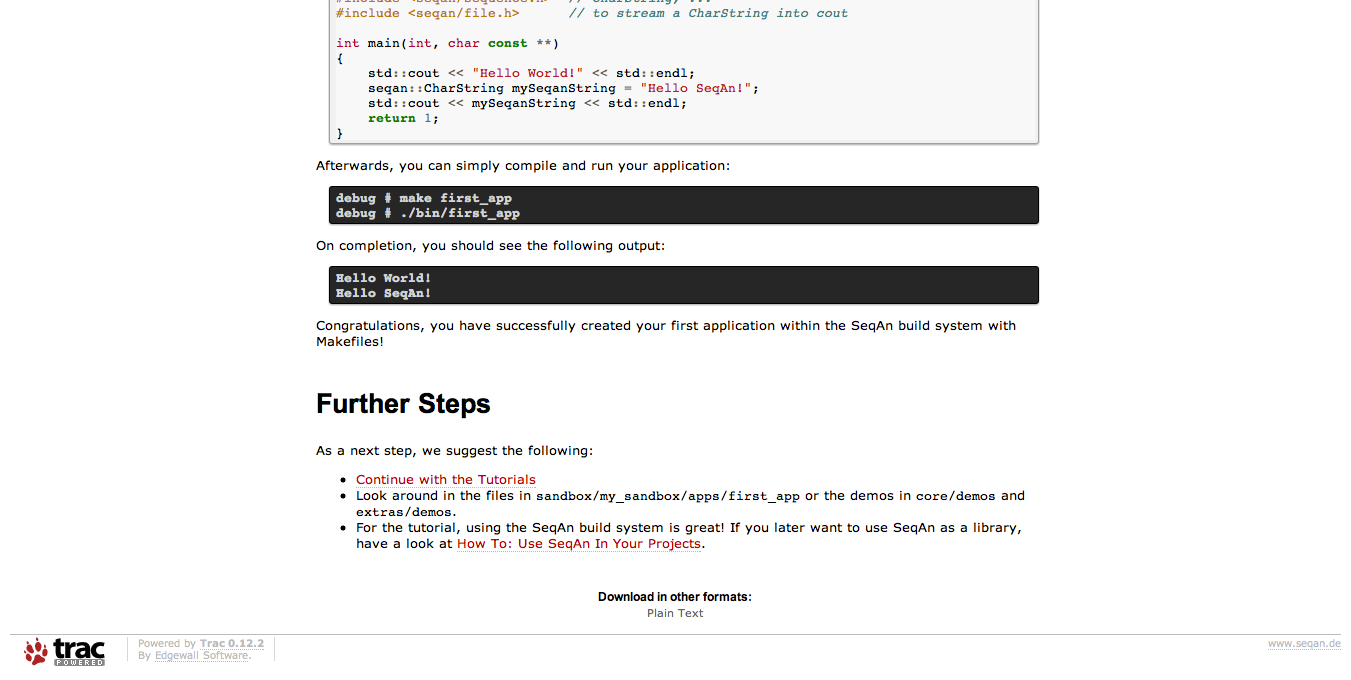 #include <seqan/sequence.h>  // CharString, ...
#include <seqan/file.h>      // to stream a CharString into cout
int main(int, char const **)
{
    std::cout << "Hello World!" << std::endl;
    seqan::CharString mySeqanString = "Hello SeqAn!";
    std::cout << mySeqanString << std::endl;
    return 1;
}
Afterwards, you can simply compile and run your application:
debug # make first_app
debug # ./bin/first_app
On completion, you should see the following output:
Hello World!
Hello SeqAn!
Congratulations, you have successfully created your first application within the SeqAn build system with
Makefiles!
Further Steps
As a next step, we suggest the following:
• Continue with the Tutorials
• Look around in the files in sandbox/my_sandbox/apps/first_app or the demos in core/demos and
extras/demos.
• For the tutorial, using the SeqAn build system is great! If you later want to use SeqAn as a library,
have a look at How To: Use SeqAn In Your Projects.
Download in other formats:
Plain Text
trac
POWERED
Powered by Trac 0.12.2
By Edgewall Software.
www.seqan.de